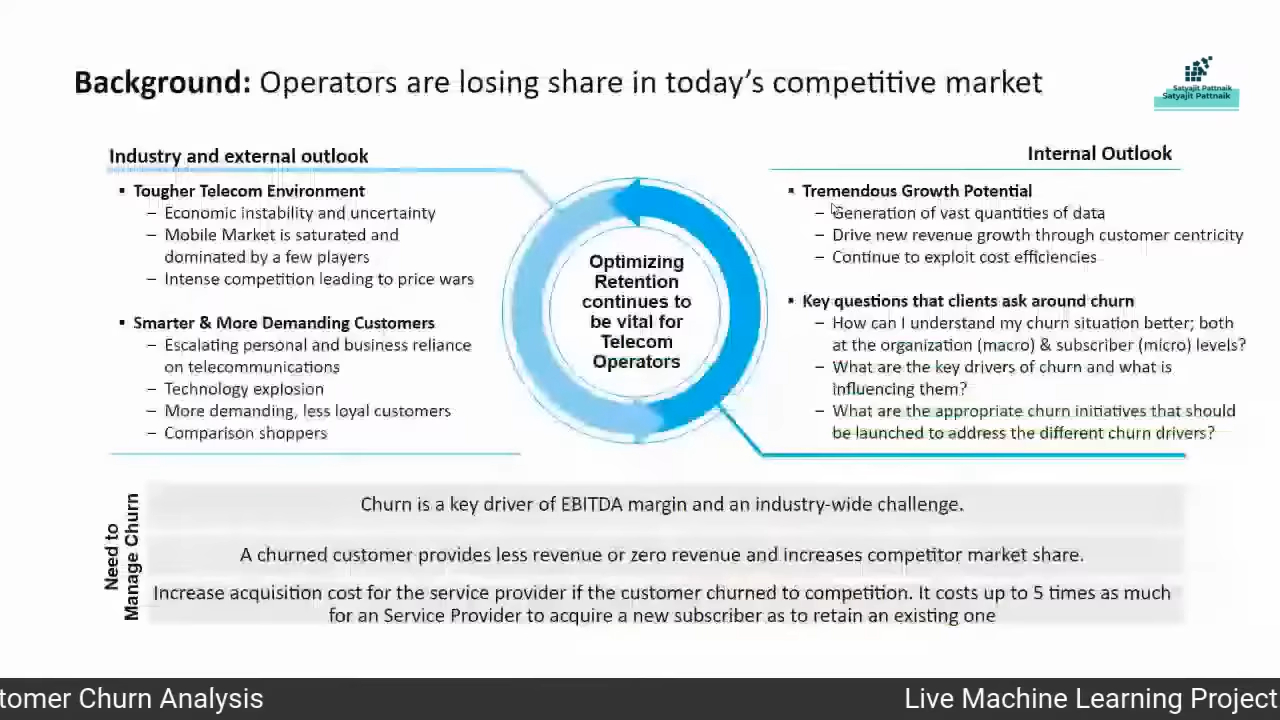 Background: Operators are losing share in today's competitive market
Satyajit Pattnaik
Satyajit Pattnaik
Industry and external outlook
▪ Tougher Telecom Environment
– Economic instability and uncertainty
– Mobile Market is saturated and
dominated by a few players
– Intense competition leading to price wars
▪ Smarter & More Demanding Customers
– Escalating personal and business reliance
on telecommunications
– Technology explosion
– More demanding, less loyal customers
– Comparison shoppers
Optimizing
Retention
continues to
be vital for
Telecom
Operators
Internal Outlook
▪ Tremendous Growth Potential
– Generation of vast quantities of data
– Drive new revenue growth through customer centricity
– Continue to exploit cost efficiencies
▪ Key questions that clients ask around churn
– How can I understand my churn situation better; both
at the organization (macro) & subscriber (micro) levels?
– What are the key drivers of churn and what is
influencing them?
– What are the appropriate churn initiatives that should
be launched to address the different churn drivers?
Need to
Manage Churn
Churn is a key driver of EBITDA margin and an industry-wide challenge.
A churned customer provides less revenue or zero revenue and increases competitor market share.
Increase acquisition cost for the service provider if the customer churned to competition. It costs up to 5 times as much
for an Service Provider to acquire a new subscriber as to retain an existing one
tomer Churn Analysis
Live Machine Learning Project